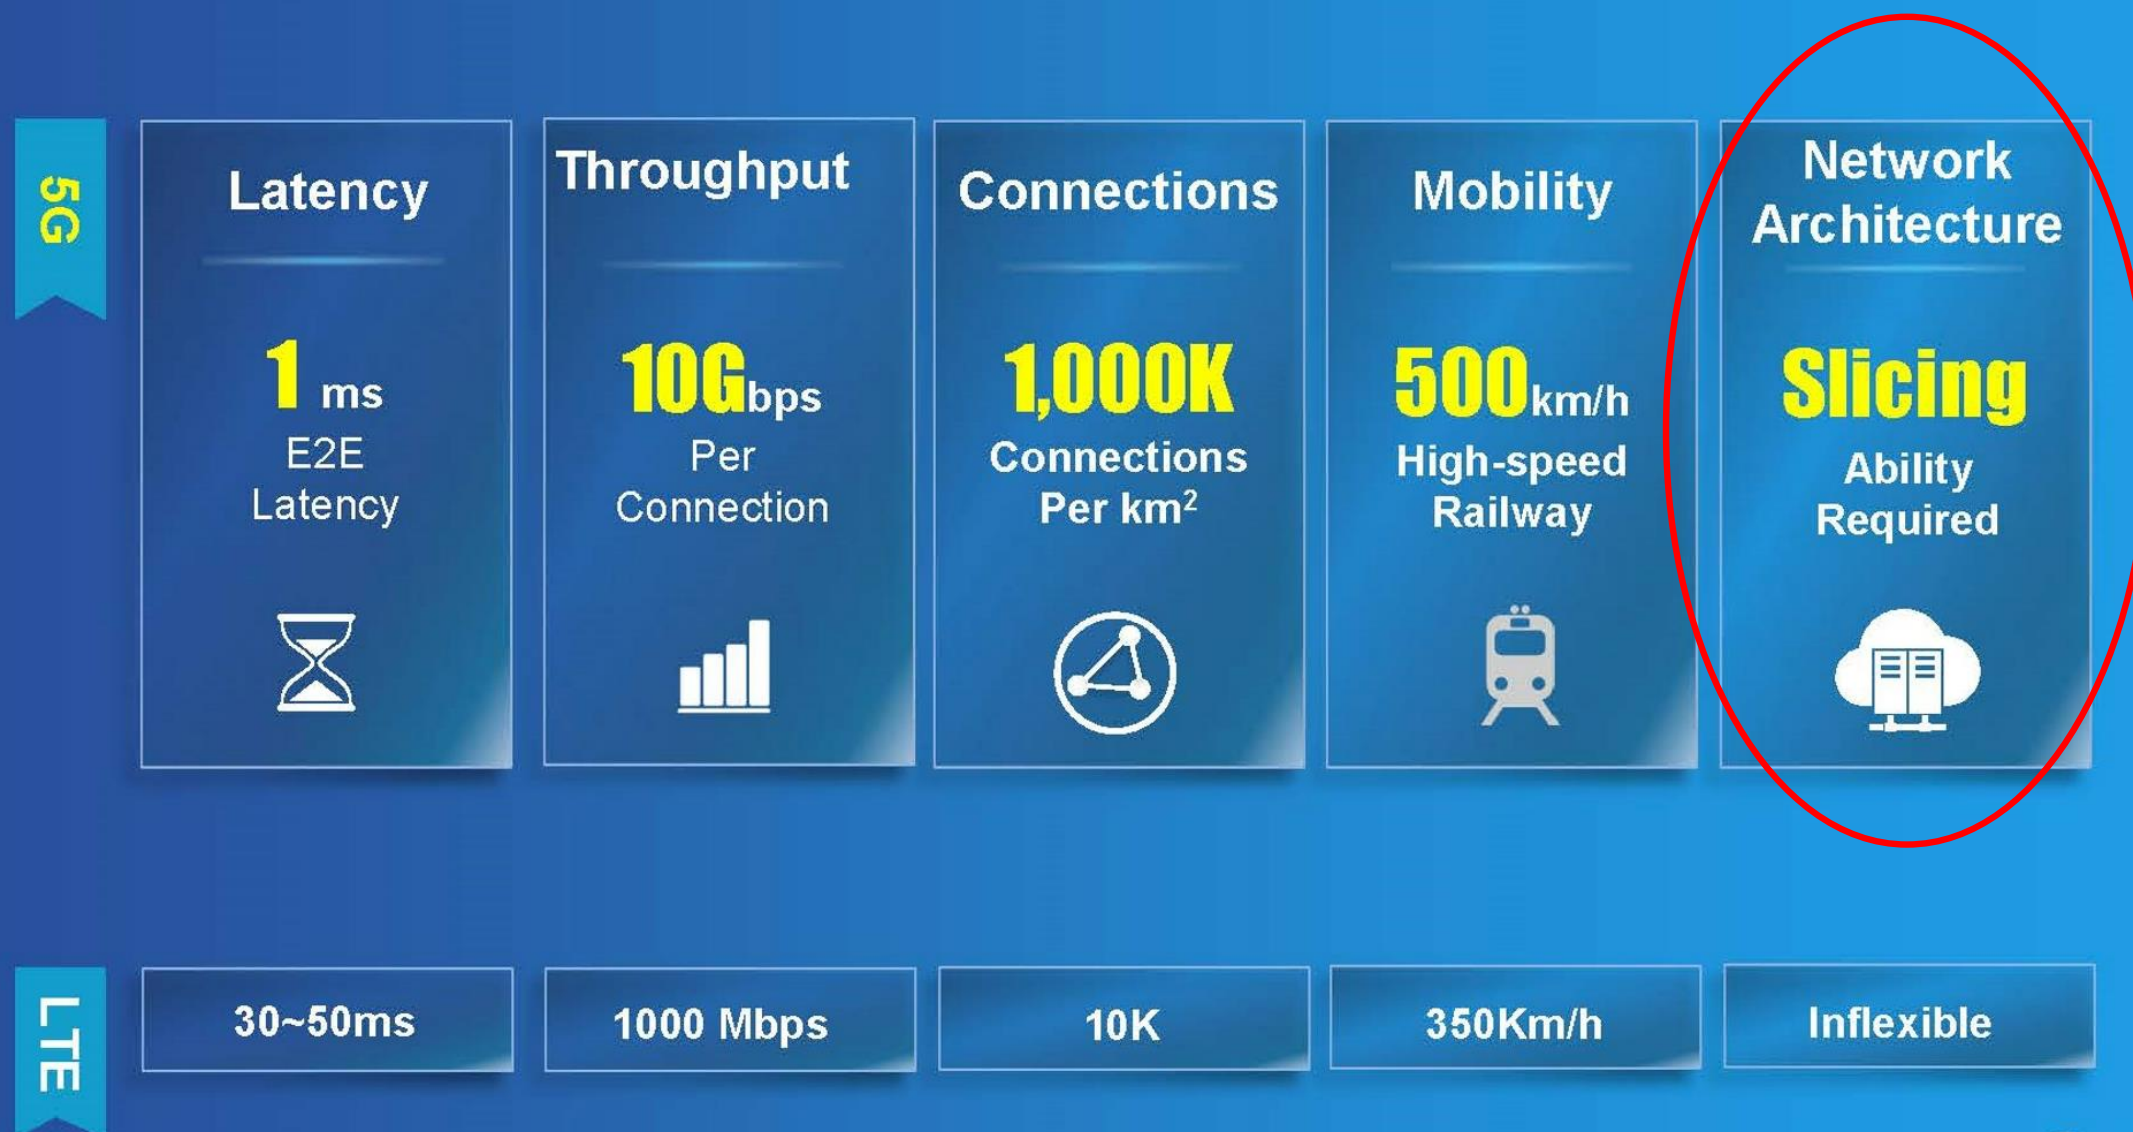 5G
Latency
1 ms
E2E
Latency
Throughput
10Gbps
Per
Connection
Connections
1,000K
Connections
Per km²
Mobility
500km/h
High-speed
Railway
Network
Architecture
Slicing
Ability
Required
LTE
30~50ms
1000 Mbps
10K
350Km/h
Inflexible